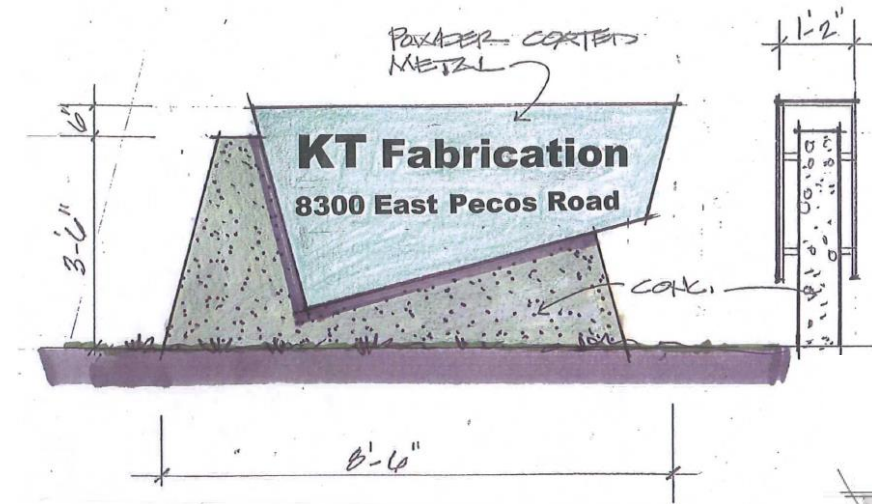 POWDER COATED
METAL
1'-2"
6"
KT Fabrication
8300 East Pecos Road
3'-6"
CONC.
8'-6"